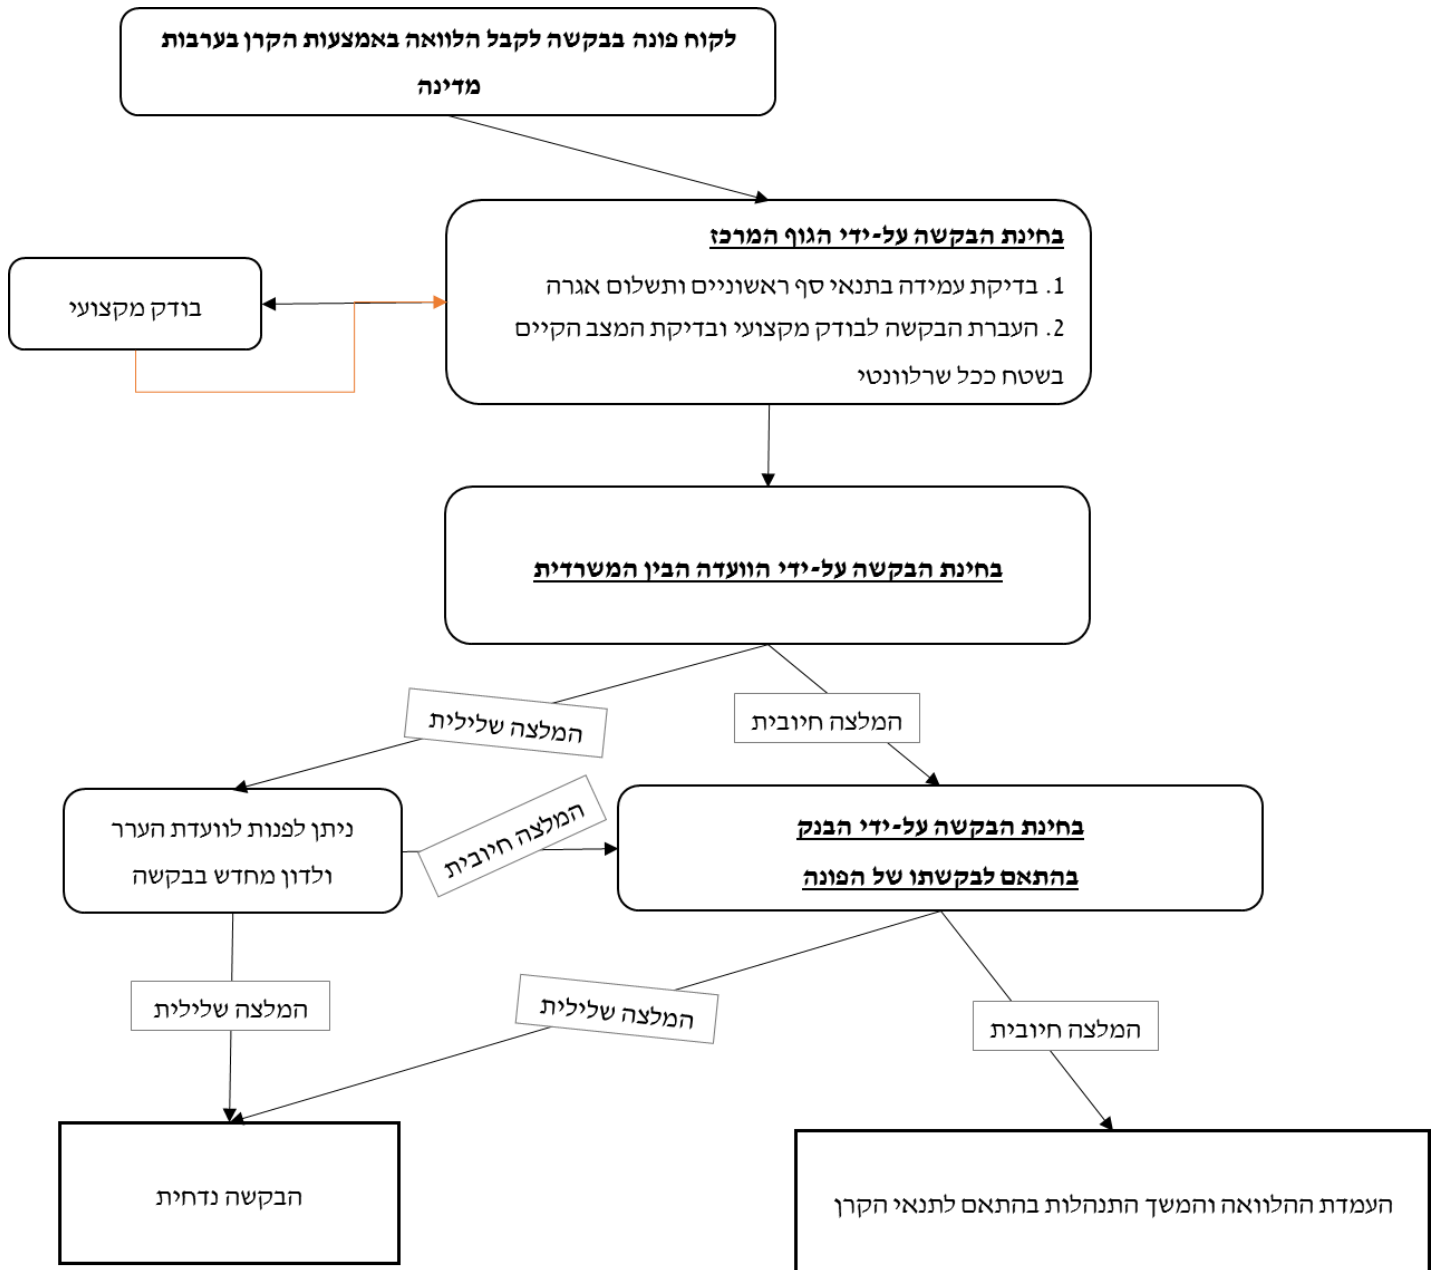 לקוח פונה בבקשה לקבל הלוואה באמצעות הקרן בערבות
מדינה
בחינת הבקשה על-ידי הגוף המרכז
1. בדיקת עמידה בתנאי סף ראשוניים ותשלום אגרה
2. העברת הבקשה לבודק מקצועי ובדיקת המצב הקיים
בשטח ככל שרלוונטי
בודק מקצועי
בחינת הבקשה על-ידי הוועדה הבין המשרדית
המלצה חיובית
המלצה שלילית
בחינת הבקשה על-ידי הבנק
בהתאם לבקשתו של הפונה
המלצה חיובית
ניתן לפנות לוועדת הערר
ולדון מחדש בבקשה
המלצה חיובית
המלצה שלילית
המלצה שלילית
העמדת ההלוואה והמשך התנהלות בהתאם לתנאי הקרן
הבקשה נדחית